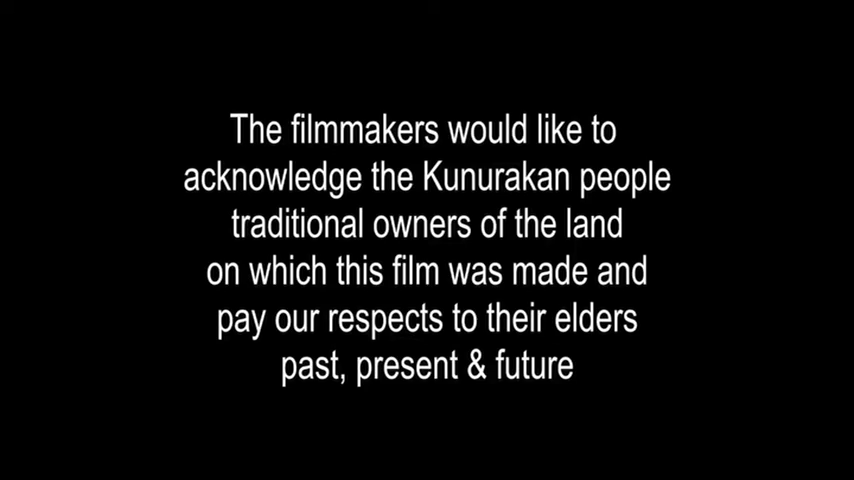 The filmmakers would like to
acknowledge the Kunurakan people
traditional owners of the land
on which this film was made and
pay our respects to their elders
past, present & future